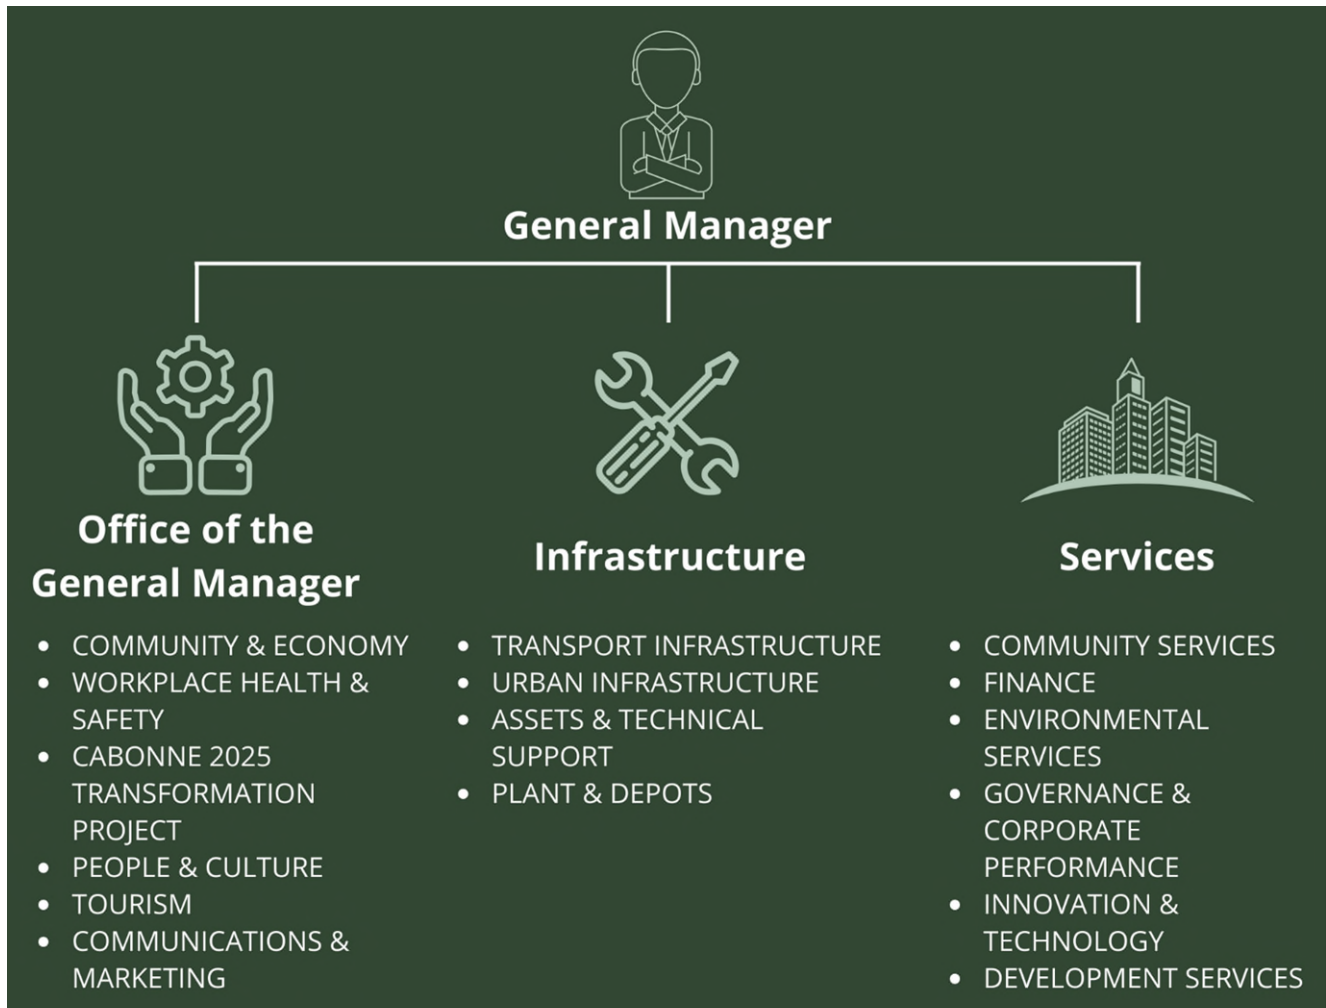 General Manager
Office of the
General Manager
• COMMUNITY & ECONOMY
• WORKPLACE HEALTH &
SAFETY
• CABONNE 2025
TRANSFORMATION
PROJECT
• PEOPLE & CULTURE
• TOURISM
• COMMUNICATIONS &
MARKETING
Infrastructure
• TRANSPORT INFRASTRUCTURE
• URBAN INFRASTRUCTURE
• ASSETS & TECHNICAL
SUPPORT
• PLANT & DEPOTS
Services
• COMMUNITY SERVICES
• FINANCE
• ENVIRONMENTAL
SERVICES
• GOVERNANCE &
CORPORATE
PERFORMANCE
• INNOVATION &
TECHNOLOGY
• DEVELOPMENT SERVICES